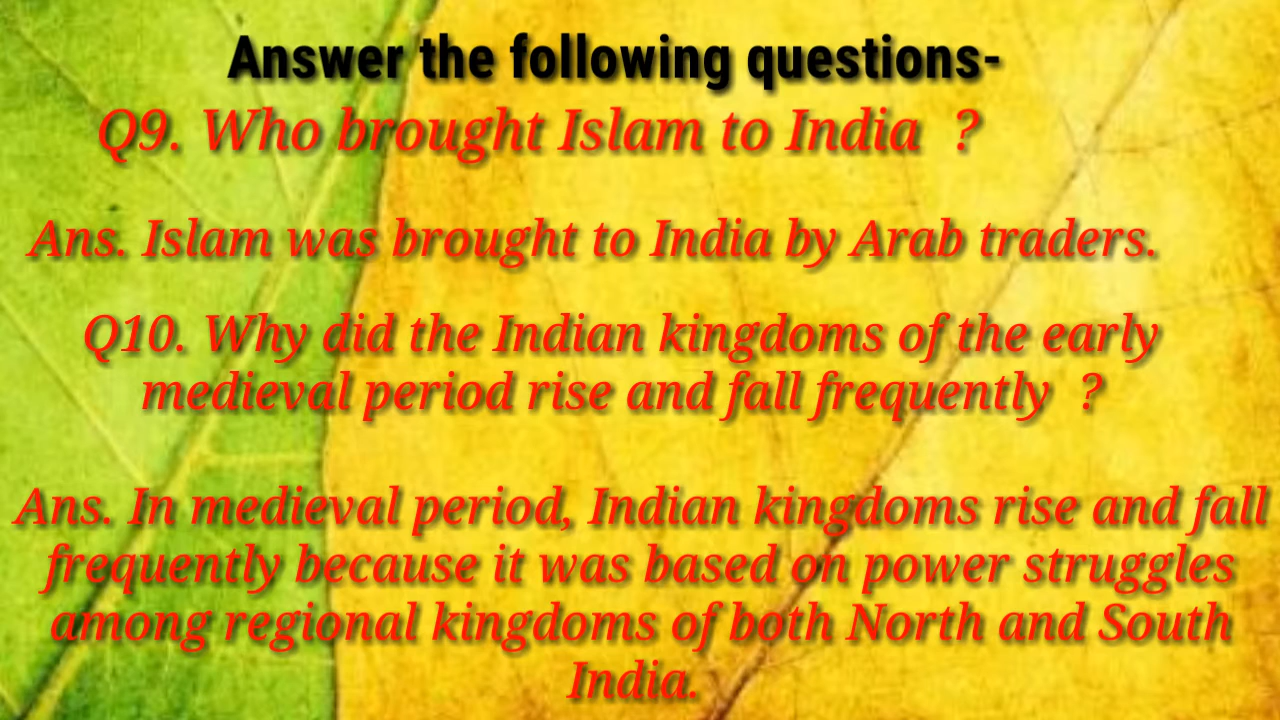 Answer the following questions-
Q9. Who brought Islam to India  ?
Ans. Islam was brought to India by Arab traders.
Q10. Why did the Indian kingdoms of the early
medieval period rise and fall frequently  ?
Ans. In medieval period, Indian kingdoms rise and fall
frequently because it was based on power struggles
among regional kingdoms of both North and South
India.